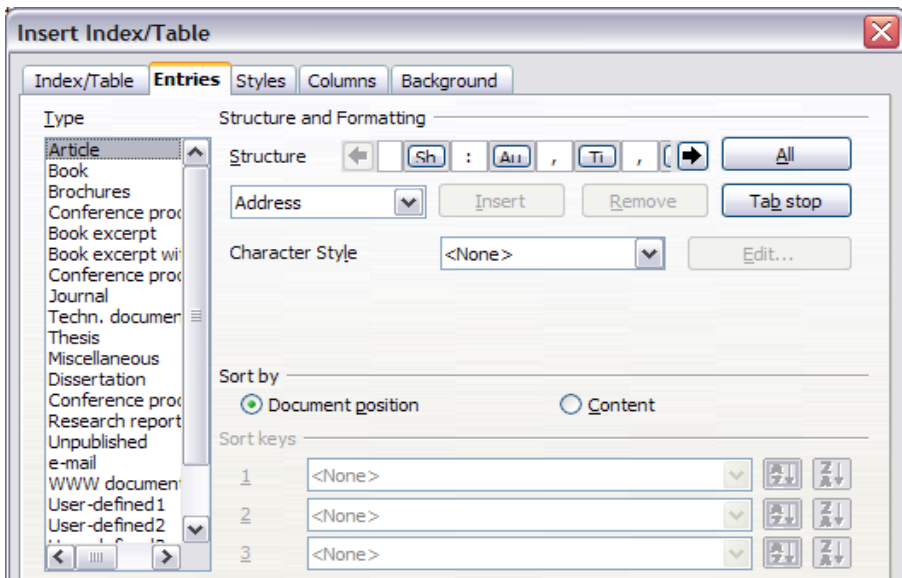 Insert Index/Table
Index/Table Entries Styles Columns Background
Type
Article
Book
Brochures
Conference proc
Book excerpt
Book excerpt wi
Conference proc
Journal
Techn. documen
Thesis
Miscellaneous
Dissertation
Conference proc
Research report
Unpublished
e-mail
WWW documen
User-defined1
User-defined2
Structure and Formatting
Structure Sh : Au , Ti , All
Address Insert Remove Tab stop
Character Style <None> Edit...
Sort by
Document position Content
Sort keys
1 <None> A Z Z A
2 <None> A Z Z A
3 <None> A Z Z A